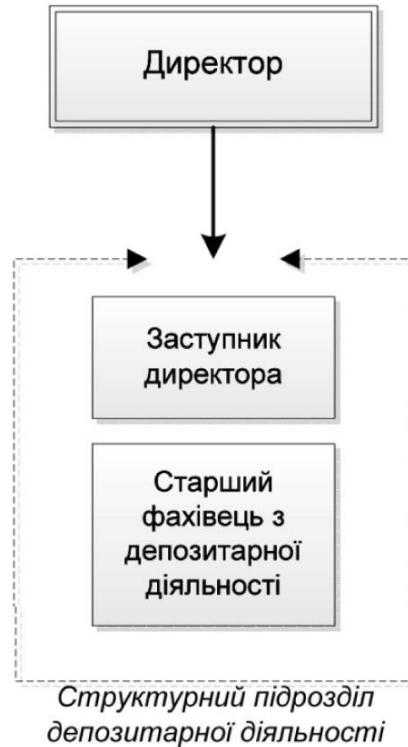 Директор
Заступник
директора
Старший
фахівець з
депозитарної
діяльності
Структурний підрозділ
депозитарної діяльності